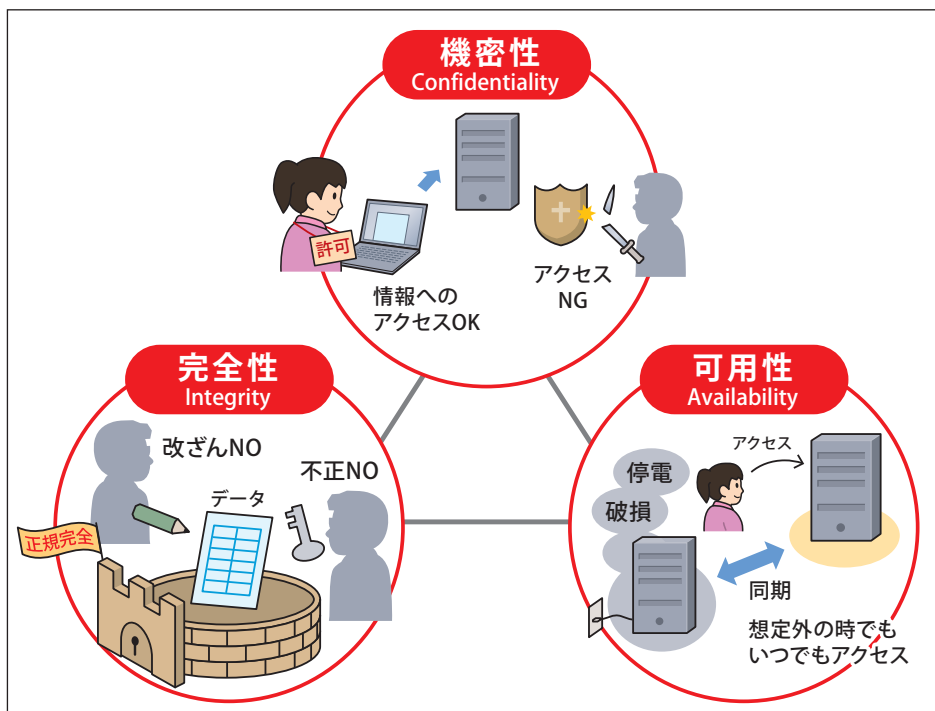 機密性
Confidentiality
許可
情報への
アクセスOK
アクセス
NG
完全性
Integrity
改ざんNO
不正NO
データ
正規完全
可用性
Availability
アクセス
停電
破損
同期
想定外の時でも
いつでもアクセス